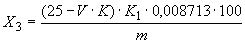 X₃ = (25 − V · K) · K₁ · 0,008713 · 100 / m